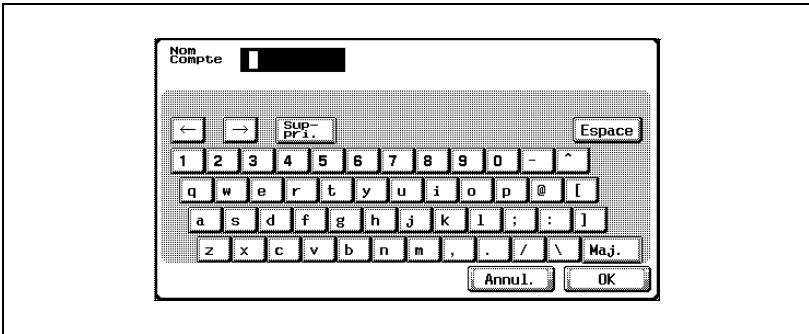 Nom
Compte
← → Sup-
pri. Espace
1 2 3 4 5 6 7 8 9 0 - ^
q w e r t y u i o p @ [
a s d f g h j k l ; : ]
z x c v b n m , . / \ Maj.
Annul. OK